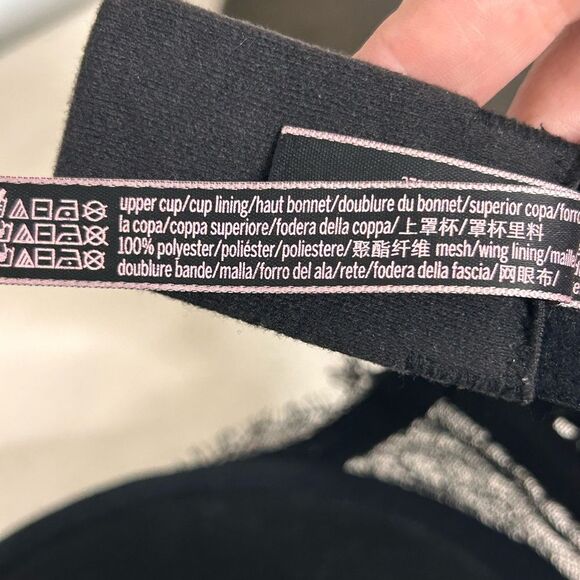 upper cup/cup lining/haut bonnet/doublure du bonnet/superior copa/forro
la copa/coppa superiore/fodera della coppa/上罩杯/罩杯里料
100% polyester/poliéster/poliestere/聚酯纤维 mesh/wing lining/maille/
doublure bande/malla/forro del ala/rete/fodera della fascia/网眼布/